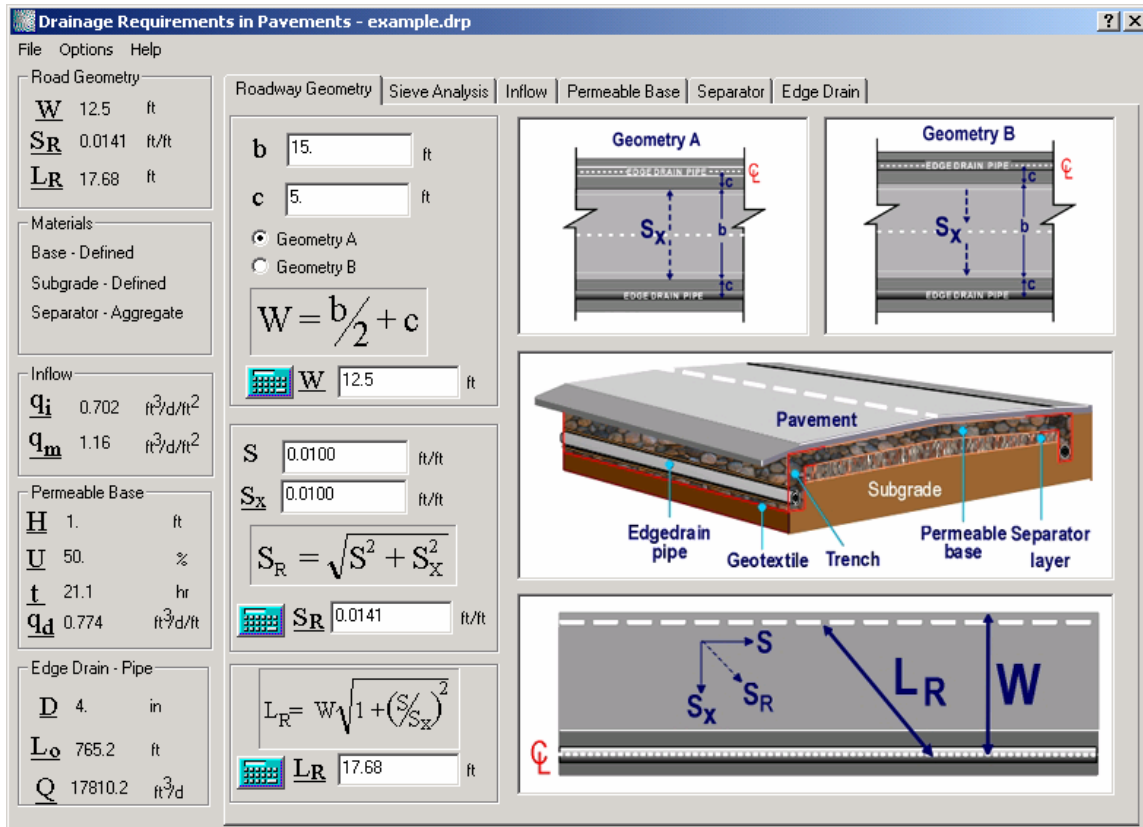 Drainage Requirements in Pavements - example.drp
File Options Help
Road Geometry
W 12.5 ft
SR 0.0141 ft/ft
LR 17.68 ft
Materials
Base - Defined
Subgrade - Defined
Separator - Aggregate
Inflow
qi 0.702 ft³/d/ft²
qm 1.16 ft³/d/ft²
Permeable Base
H 1. ft
U 50. %
t 21.1 hr
qd 0.774 ft³/d/ft
Edge Drain - Pipe
D 4. in
Lo 765.2 ft
Q 17810.2 ft³/d
Roadway Geometry Sieve Analysis Inflow Permeable Base Separator Edge Drain
b 15. ft
c 5. ft
Geometry A
Geometry B
W = b/2 + c
W 12.5 ft
S 0.0100 ft/ft
Sx 0.0100 ft/ft
SR = √S² + Sx²
SR 0.0141 ft/ft
LR = W√1 + (S/Sx)²
LR 17.68 ft
Geometry A
EDGE DRAIN PIPE
CL
c
Sx
b
c
EDGE DRAIN PIPE
Geometry B
EDGE DRAIN PIPE
CL
c
Sx
b
c
EDGE DRAIN PIPE
Pavement
Subgrade
Edgedrain pipe
Geotextile
Trench
Permeable base
Separator layer
S
SR
Sx
LR
W
CL